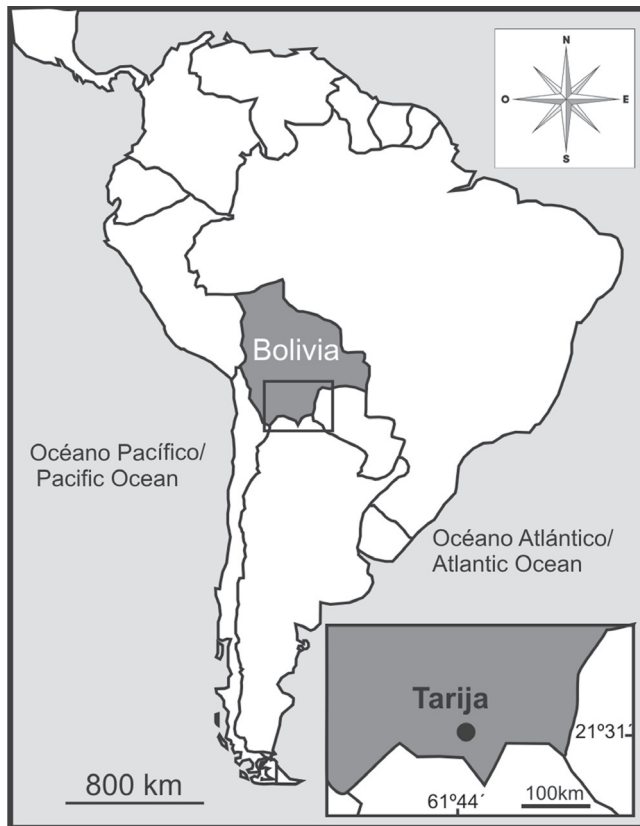 N
O
E
S
Bolivia
Océano Pacífico/
Pacific Ocean
Océano Atlántico/
Atlantic Ocean
Tarija
21º31´
61º44´
100km
800 km